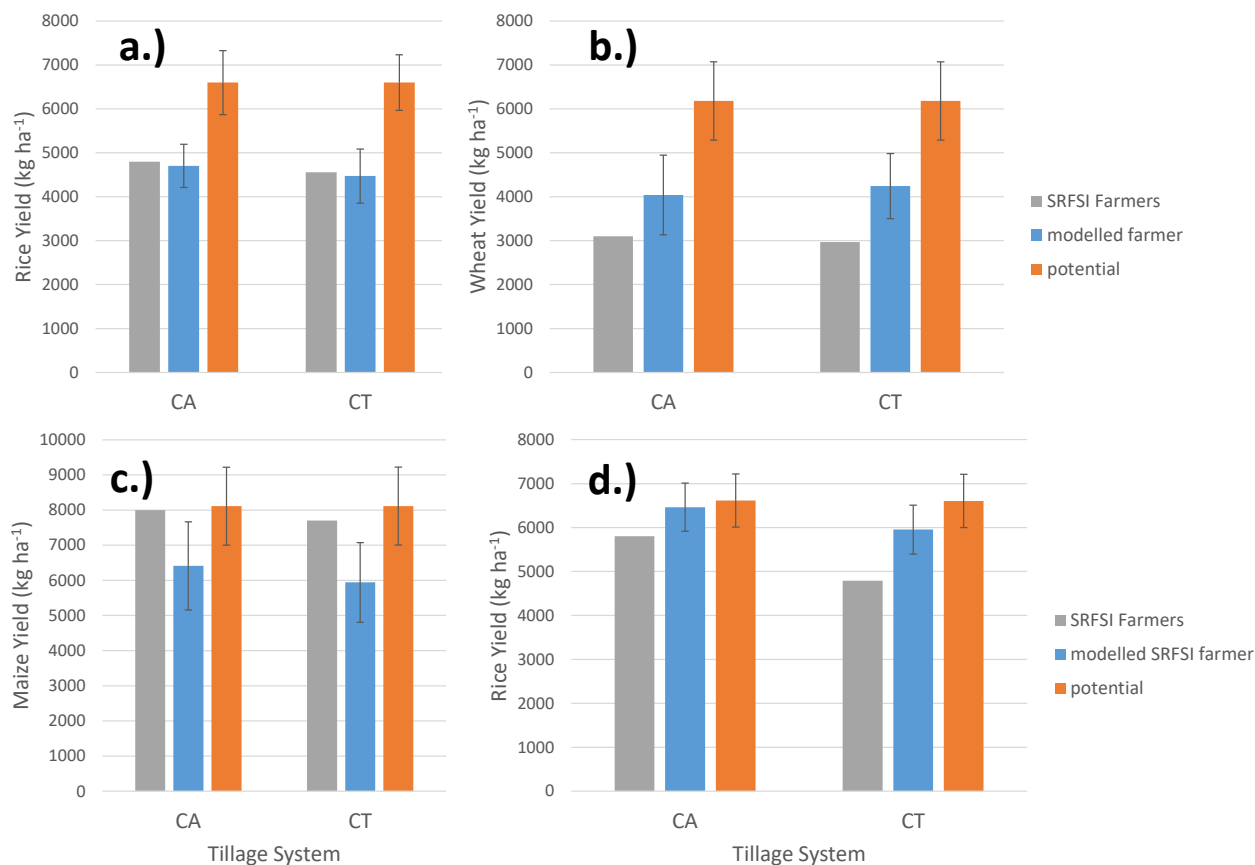 a.)
8000
7000
6000
5000
4000
3000
2000
1000
0
Rice Yield (kg ha⁻¹)
CA
CT
b.)
8000
7000
6000
5000
4000
3000
2000
1000
0
Wheat Yield (kg ha⁻¹)
CA
CT
SRFSI Farmers
modelled farmer
potential
c.)
10000
9000
8000
7000
6000
5000
4000
3000
2000
1000
0
Maize Yield (kg ha⁻¹)
CA
CT
Tillage System
d.)
8000
7000
6000
5000
4000
3000
2000
1000
0
Rice Yield (kg ha⁻¹)
CA
CT
Tillage System
SRFSI Farmers
modelled SRFSI farmer
potential